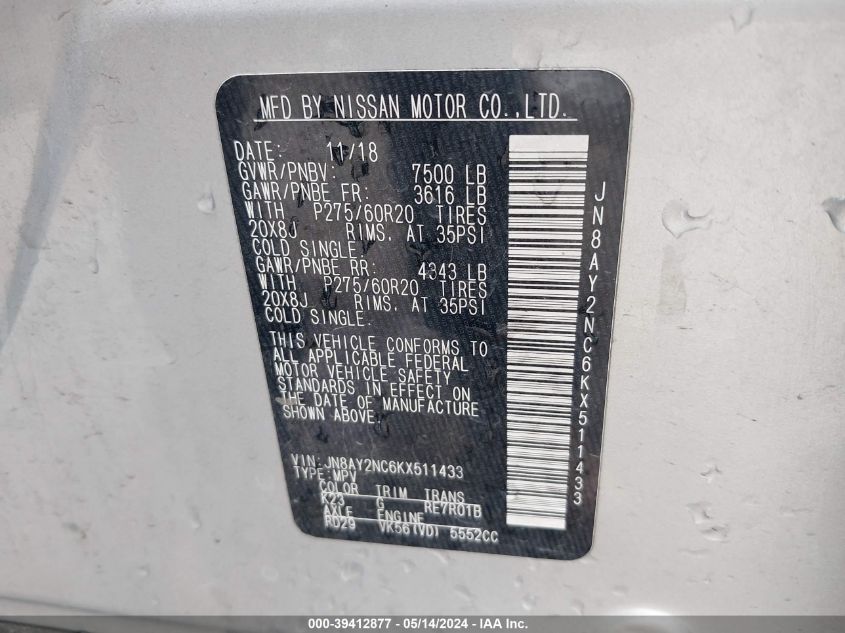 MFD BY NISSAN MOTOR CO.,LTD.
DATE: 11/18
GVWR/PNBV: 7500 LB
GAWR/PNBE FR: 3616 LB
WITH P275/60R20 TIRES
20X8J RIMS, AT 35PSI
COLD SINGLE.
GAWR/PNBE RR: 4343 LB
WITH P275/60R20 TIRES
20X8J RIMS, AT 35PSI
COLD SINGLE.
THIS VEHICLE CONFORMS TO
ALL APPLICABLE FEDERAL
MOTOR VEHICLE SAFETY
STANDARDS IN EFFECT ON
THE DATE OF MANUFACTURE
SHOWN ABOVE.
VIN: JN8AY2NC6KX511433
TYPE: MPV
COLOR TRIM TRANS
K23 G RE7R01B
AXLE ENGINE
RD29 VK56(VD) 5552CC
JN8AY2NC6KX511433
000-39412877 - 05/14/2024 - IAA Inc.